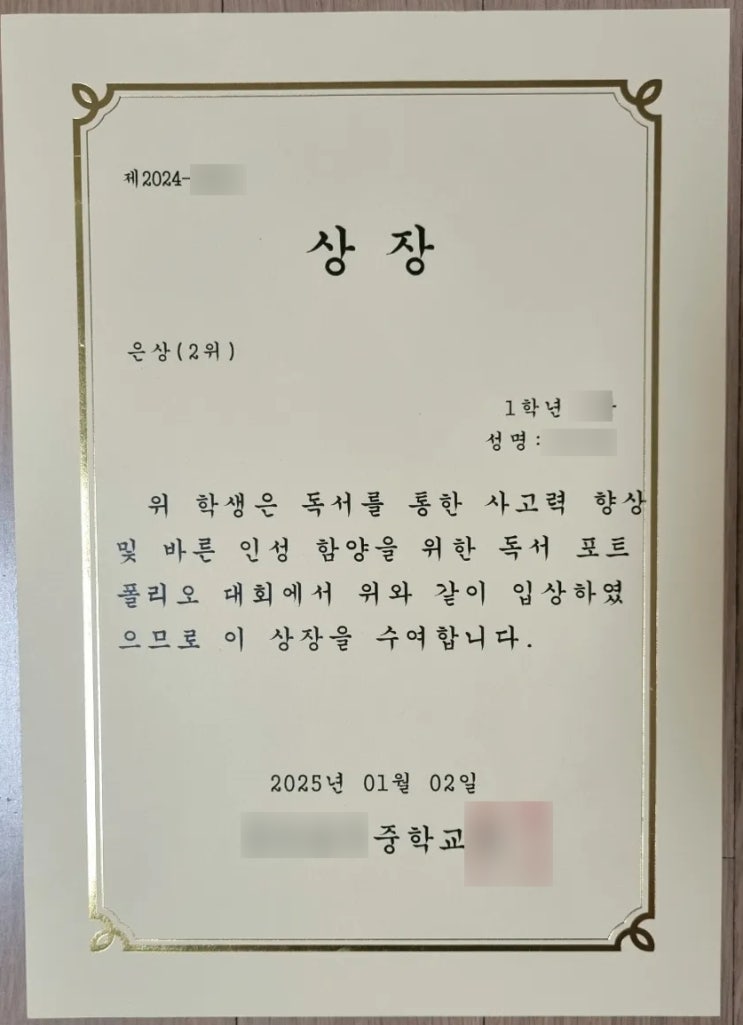 제2024-
상 장
은상(2위)
1학년
성명:
위 학생은 독서를 통한 사고력 향상
및 바른 인성 함양을 위한 독서 포트
폴리오 대회에서 위와 같이 입상하였
으므로 이 상장을 수여합니다.
2025년 01월 02일
중학교